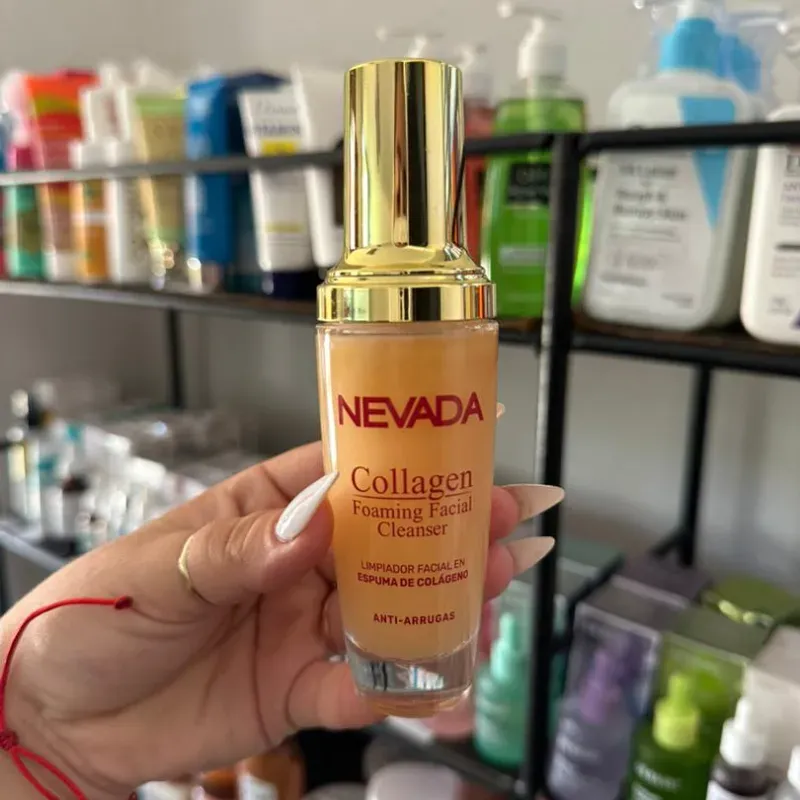 NEVADA
Collagen
Foaming Facial
Cleanser
LIMPIADOR FACIAL EN
ESPUMA DE COLÁGENO
ANTI-ARRUGAS